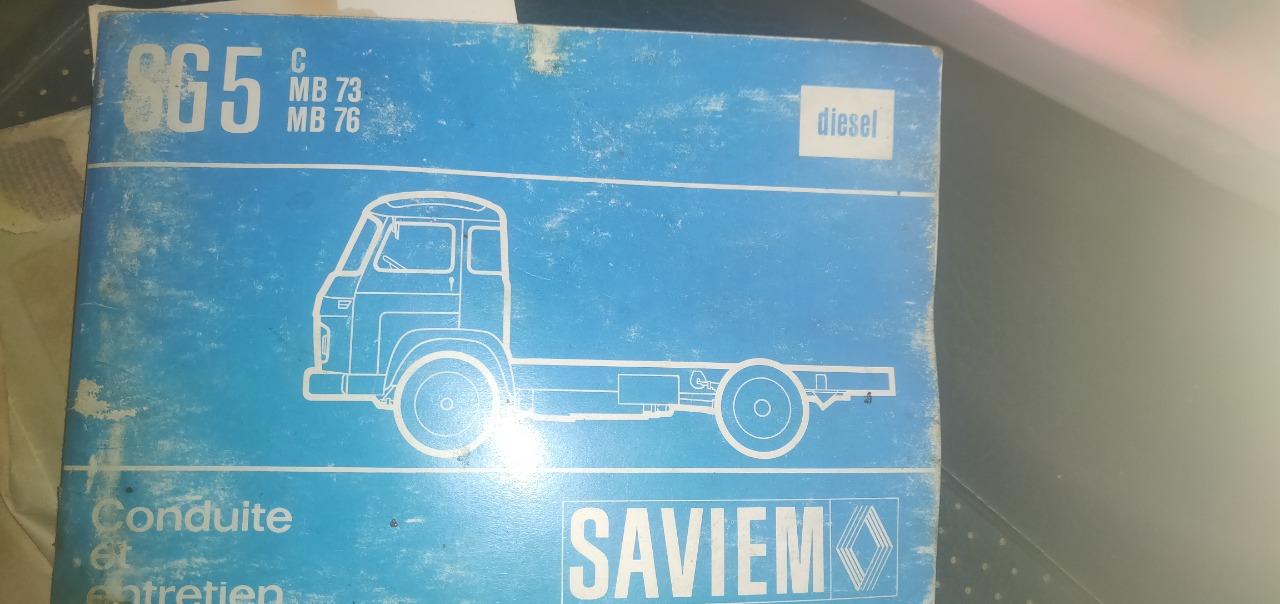 SG5
C
MB 73
MB 76
diesel
Conduite
et
entretien
SAVIEM